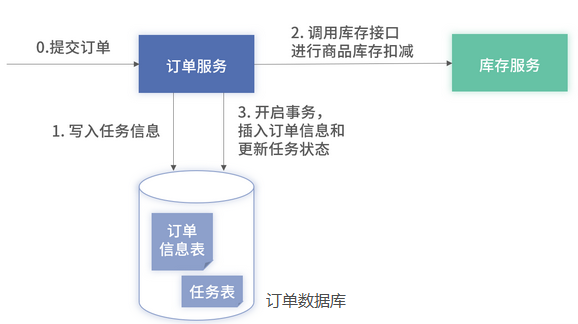 0.提交订单
订单服务
2. 调用库存接口
进行商品库存扣减
库存服务
1. 写入任务信息
3. 开启事务，
插入订单信息和
更新任务状态
订单
信息表
任务表
订单数据库